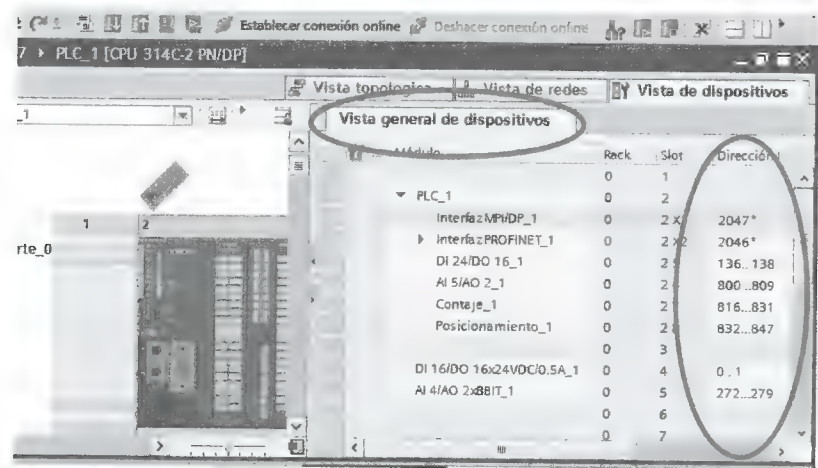 Establecer conexión online Deshacer conexión online
7 ▸ PLC_1 [CPU 314C-2 PN/DP]
Vista topológica Vista de redes Vista de dispositivos
_1
Vista general de dispositivos
Módulo Rack Slot Dirección I
0 1
PLC_1 0 2
Interfaz MPI/DP_1 0 2 2047*
Interfaz PROFINET_1 0 2 2046*
DI 24/DO 16_1 0 2 136...138
AI 5/AO 2_1 0 2 800...809
Contaje_1 0 2 816...831
Posicionamiento_1 0 2 832...847
0 3
DI 16/DO 16x24VDC/0.5A_1 0 4 0..1
AI 4/AO 2x8BIT_1 0 5 272...279
0 6
0 7
1 2
rte_0